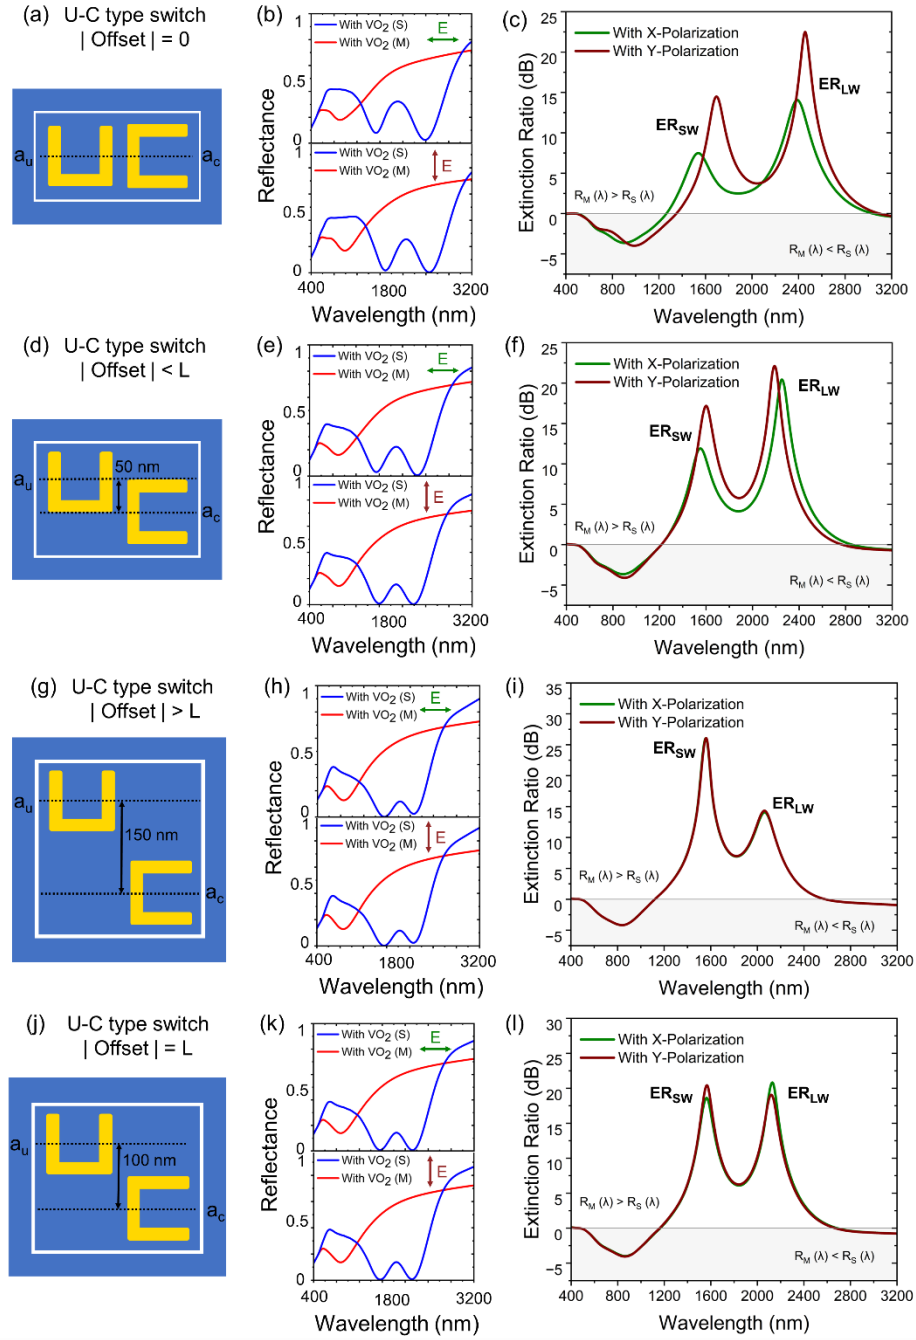 (a) U-C type switch
| Offset | = 0
a_u
a_c
(b)
With VO2 (S)
With VO2 (M)
E
1
0.5
With VO2 (S)
With VO2 (M)
E
0.5
0
Reflectance
400 1800 3200
Wavelength (nm)
(c)
With X-Polarization
With Y-Polarization
ER_SW
ER_LW
R_M (λ) > R_S (λ)
R_M (λ) < R_S (λ)
25
20
15
10
5
0
−5
Extinction Ratio (dB)
400 800 1200 1600 2000 2400 2800 3200
Wavelength (nm)
(d) U-C type switch
| Offset | < L
a_u
50 nm
a_c
(e)
With VO2 (S)
With VO2 (M)
E
1
0.5
With VO2 (S)
With VO2 (M)
E
0.5
0
Reflectance
400 1800 3200
Wavelength (nm)
(f)
With X-Polarization
With Y-Polarization
ER_SW
ER_LW
R_M (λ) > R_S (λ)
R_M (λ) < R_S (λ)
25
20
15
10
5
0
−5
Extinction Ratio (dB)
400 800 1200 1600 2000 2400 2800 3200
Wavelength (nm)
(g) U-C type switch
| Offset | > L
a_u
150 nm
a_c
(h)
With VO2 (S)
With VO2 (M)
E
1
0.5
With VO2 (S)
With VO2 (M)
E
0.5
0
Reflectance
400 1800 3200
Wavelength (nm)
(i)
With X-Polarization
With Y-Polarization
ER_SW
ER_LW
R_M (λ) > R_S (λ)
R_M (λ) < R_S (λ)
35
30
25
20
15
10
5
0
−5
Extinction Ratio (dB)
400 800 1200 1600 2000 2400 2800 3200
Wavelength (nm)
(j) U-C type switch
| Offset | = L
a_u
100 nm
a_c
(k)
With VO2 (S)
With VO2 (M)
E
1
0.5
With VO2 (S)
With VO2 (M)
E
0.5
0
Reflectance
400 1800 3200
Wavelength (nm)
(l)
With X-Polarization
With Y-Polarization
ER_SW
ER_LW
R_M (λ) > R_S (λ)
R_M (λ) < R_S (λ)
30
25
20
15
10
5
0
−5
Extinction Ratio (dB)
400 800 1200 1600 2000 2400 2800 3200
Wavelength (nm)